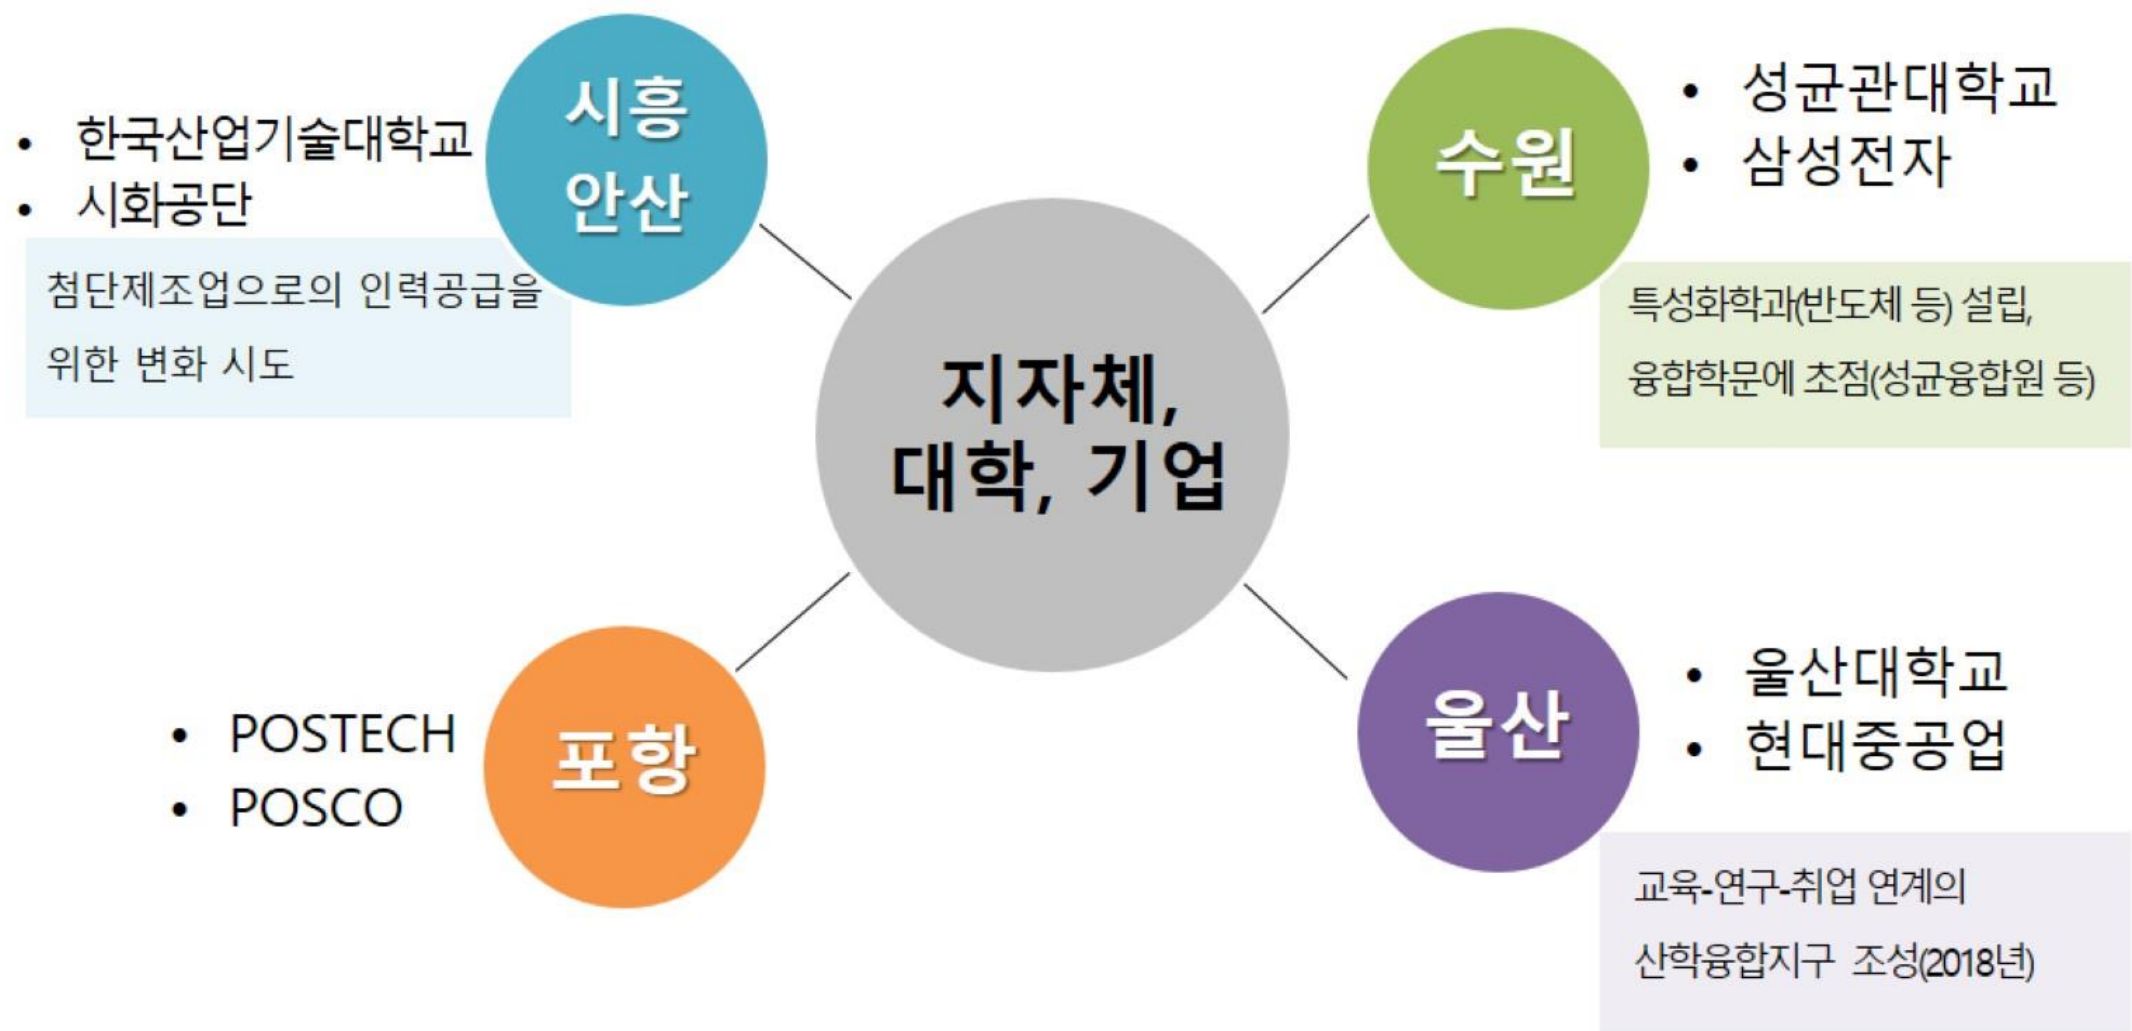 시흥
안산
• 한국산업기술대학교
• 시화공단
첨단제조업으로의 인력공급을
위한 변화 시도
수원
• 성균관대학교
• 삼성전자
특성화학과(반도체 등) 설립,
융합학문에 초점(성균융합원 등)
지자체,
대학, 기업
포항
• POSTECH
• POSCO
울산
• 울산대학교
• 현대중공업
교육-연구-취업 연계의
산학융합지구 조성(2018년)